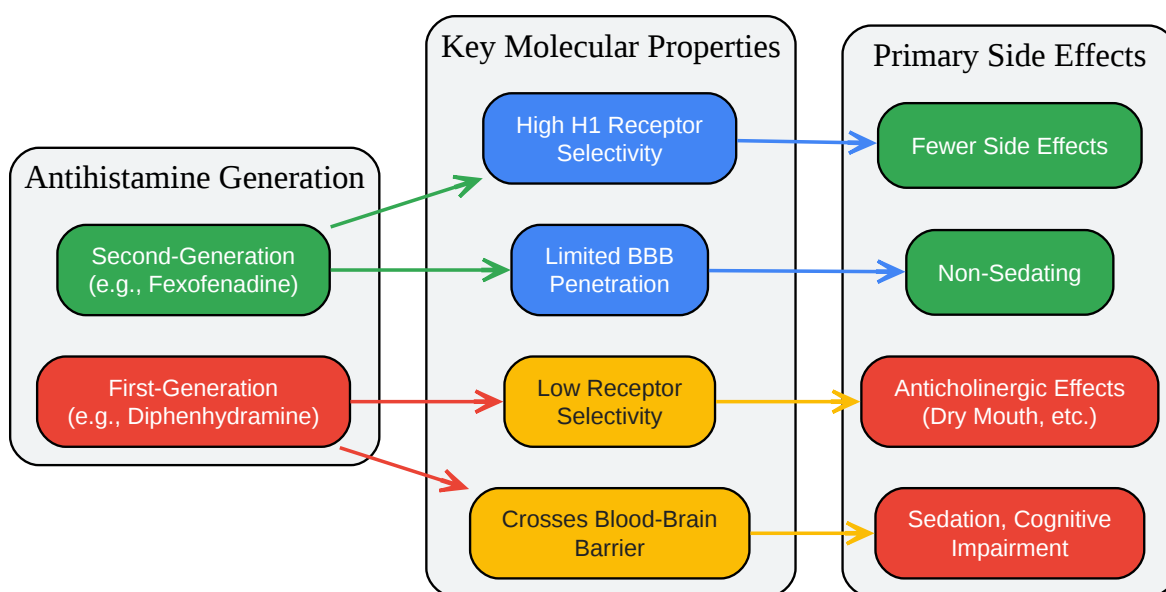 Antihistamine Generation
Second-Generation
(e.g., Fexofenadine)
First-Generation
(e.g., Diphenhydramine)
Key Molecular Properties
High H1 Receptor
Selectivity
Limited BBB
Penetration
Low Receptor
Selectivity
Crosses Blood-Brain
Barrier
Primary Side Effects
Fewer Side Effects
Non-Sedating
Anticholinergic Effects
(Dry Mouth, etc.)
Sedation, Cognitive
Impairment